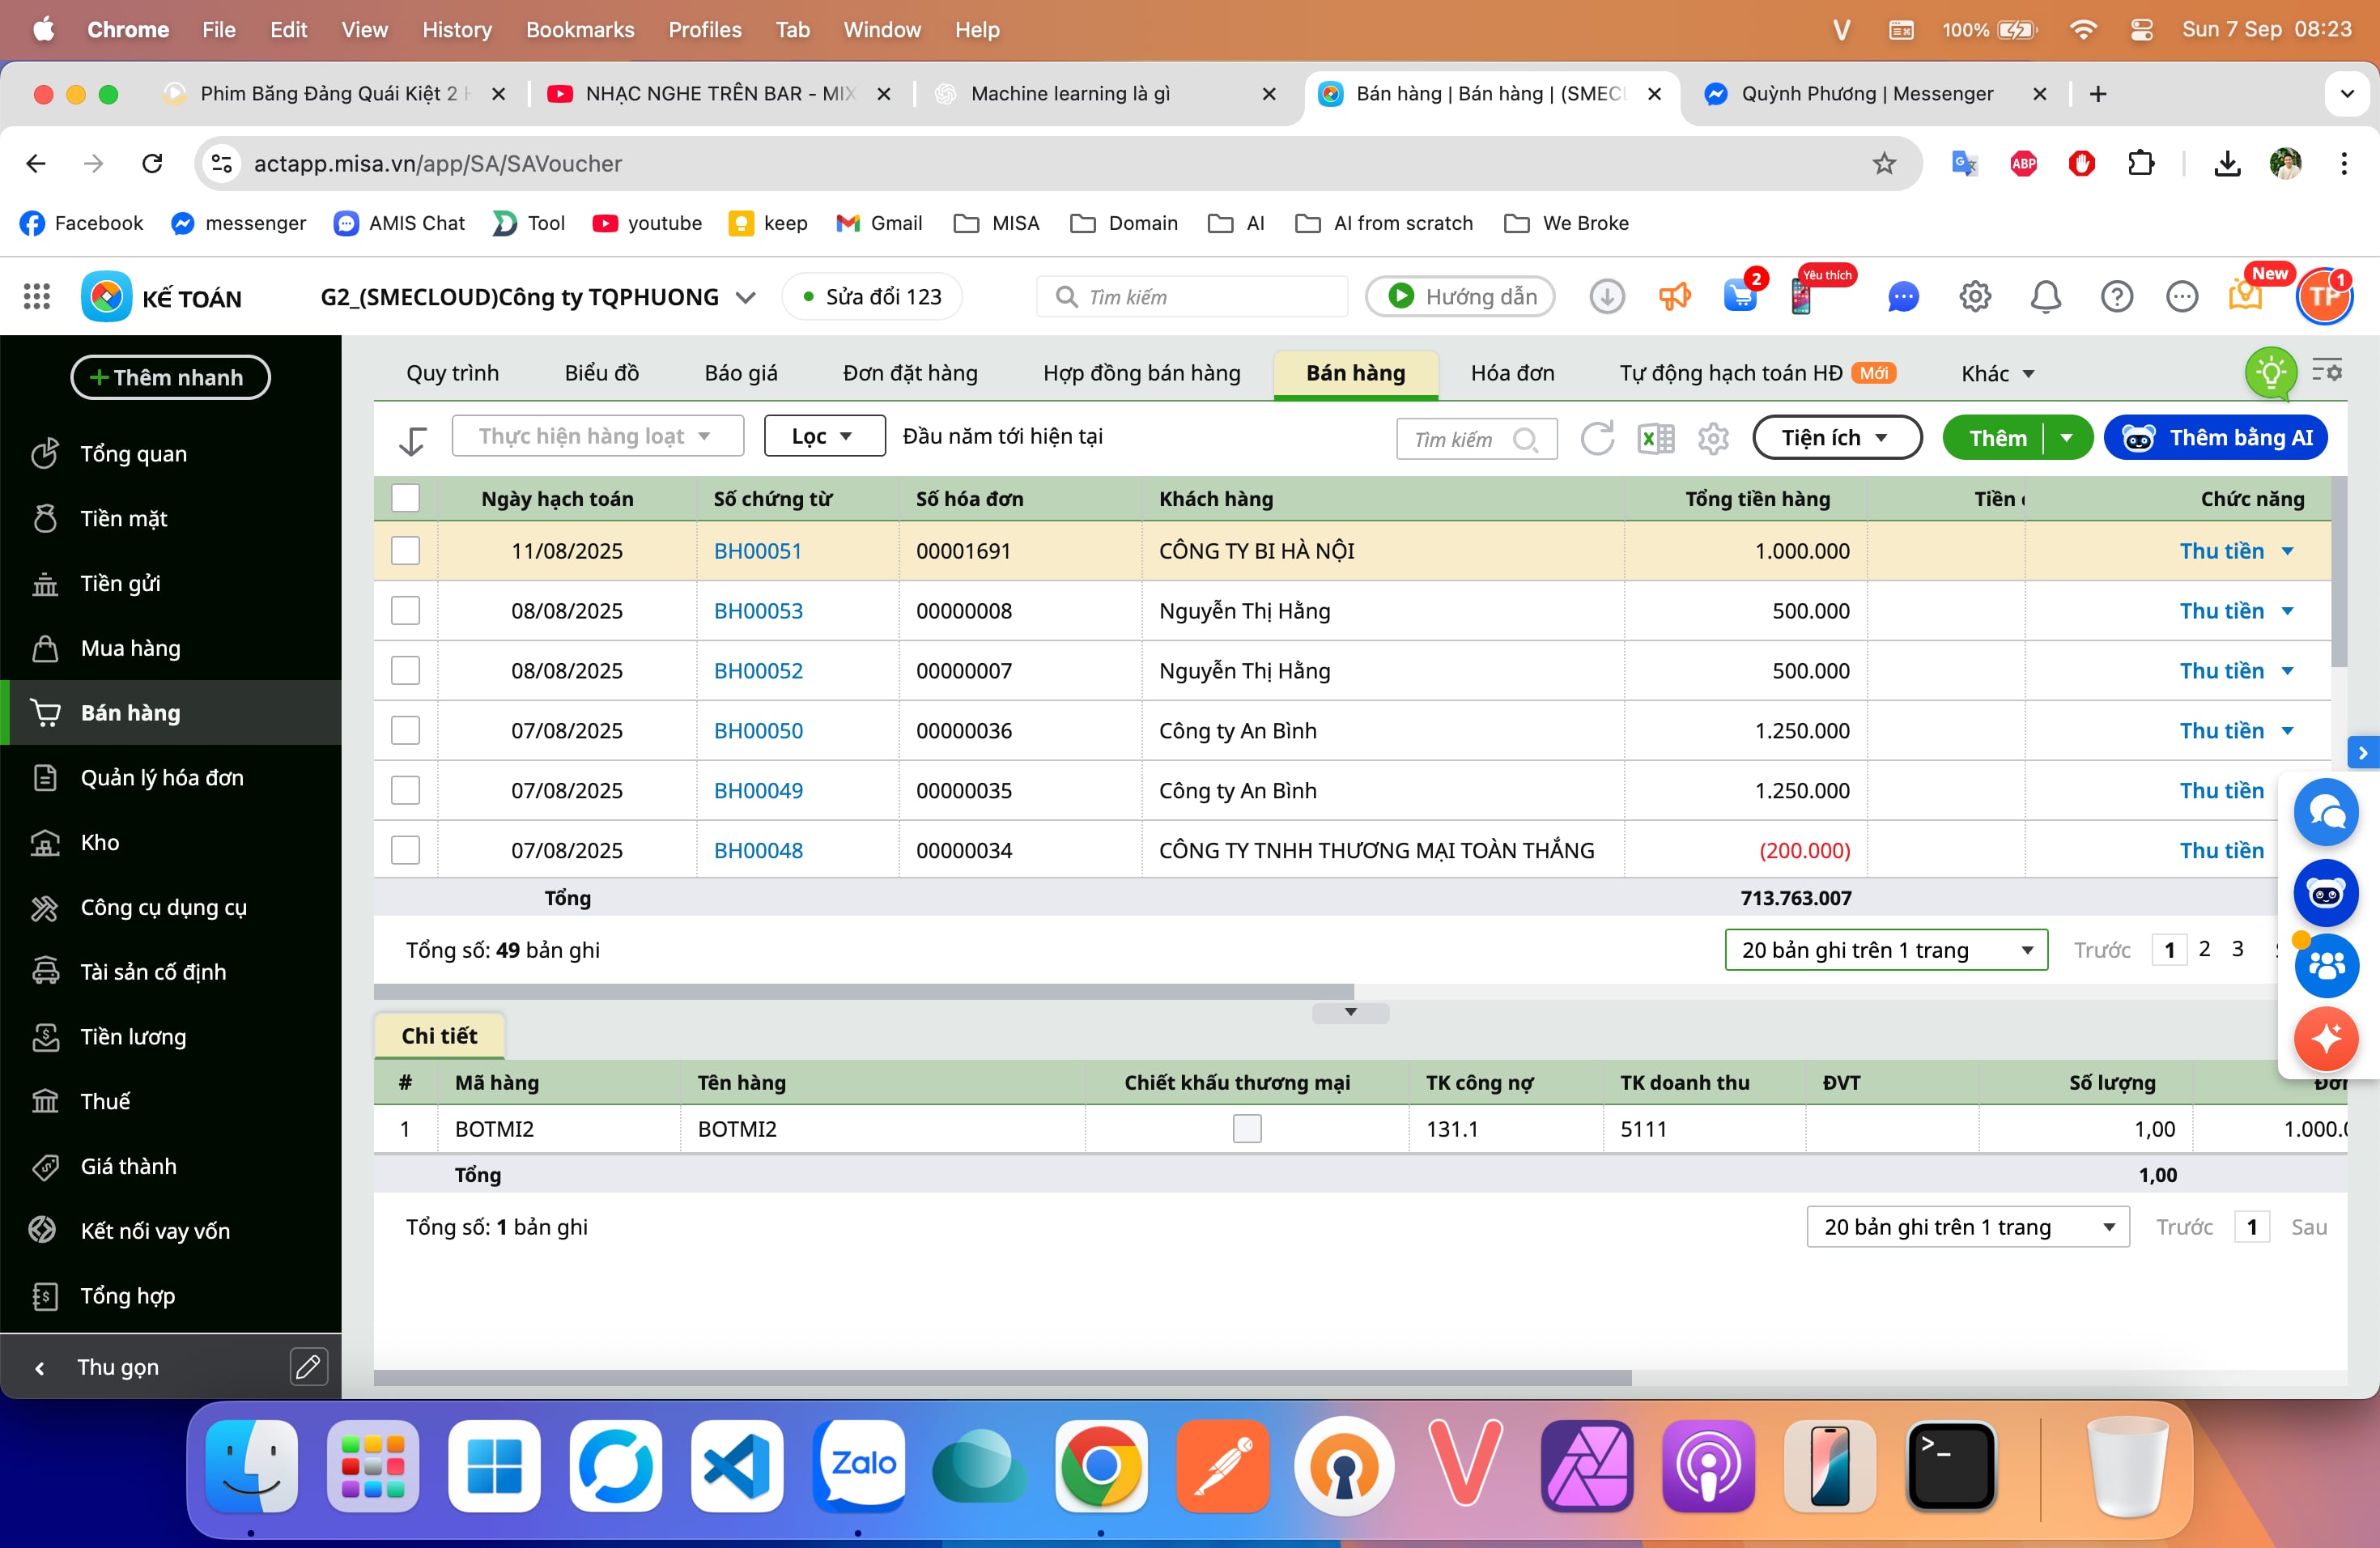 Chrome File Edit View History Bookmarks Profiles Tab Window Help 100% Sun 7 Sep 08:23
Phim Băng Đảng Quái Kiệt 2 NHẠC NGHE TRÊN BAR - MIX Machine learning là gì Bán hàng | Bán hàng | (SMECL Quỳnh Phương | Messenger
actapp.misa.vn/app/SA/SAVoucher ABP
Facebook messenger AMIS Chat Tool youtube keep Gmail MISA Domain AI AI from scratch We Broke
KẾ TOÁN G2_(SMECLOUD)Công ty TQPHUONG Sửa đổi 123 Tìm kiếm Hướng dẫn 2 Yêu thích New TP 1
Thêm nhanh
Tổng quan
Tiền mặt
Tiền gửi
Mua hàng
Bán hàng
Quản lý hóa đơn
Kho
Công cụ dụng cụ
Tài sản cố định
Tiền lương
Thuế
Giá thành
Kết nối vay vốn
Tổng hợp
Thu gọn
Quy trình Biểu đồ Báo giá Đơn đặt hàng Hợp đồng bán hàng Bán hàng Hóa đơn Tự động hạch toán HĐ Mới Khác
Thực hiện hàng loạt Lọc Đầu năm tới hiện tại Tìm kiếm Tiện ích Thêm Thêm bằng AI
Ngày hạch toán Số chứng từ Số hóa đơn Khách hàng Tổng tiền hàng Tiền Chức năng
11/08/2025 BH00051 00001691 CÔNG TY BI HÀ NỘI 1.000.000 Thu tiền
08/08/2025 BH00053 00000008 Nguyễn Thị Hằng 500.000 Thu tiền
08/08/2025 BH00052 00000007 Nguyễn Thị Hằng 500.000 Thu tiền
07/08/2025 BH00050 00000036 Công ty An Bình 1.250.000 Thu tiền
07/08/2025 BH00049 00000035 Công ty An Bình 1.250.000 Thu tiền
07/08/2025 BH00048 00000034 CÔNG TY TNHH THƯƠNG MẠI TOÀN THẮNG (200.000) Thu tiền
Tổng 713.763.007
Tổng số: 49 bản ghi 20 bản ghi trên 1 trang Trước 1 2 3
Chi tiết
# Mã hàng Tên hàng Chiết khấu thương mại TK công nợ TK doanh thu ĐVT Số lượng
1 BOTMI2 BOTMI2 131.1 5111 1,00 1.000.0
Tổng 1,00
Tổng số: 1 bản ghi 20 bản ghi trên 1 trang Trước 1 Sau
Zalo